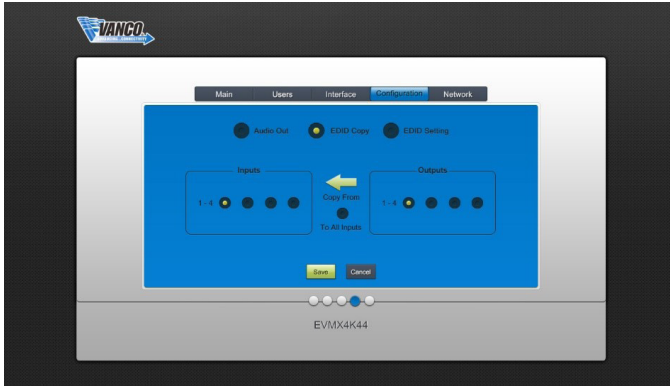 VANCO
Main Users Interface Configuration Network
Audio Out EDID Copy EDID Setting
Inputs Outputs
1 - 4 Copy From 1 - 4
To All Inputs
Save Cancel
EVMX4K44